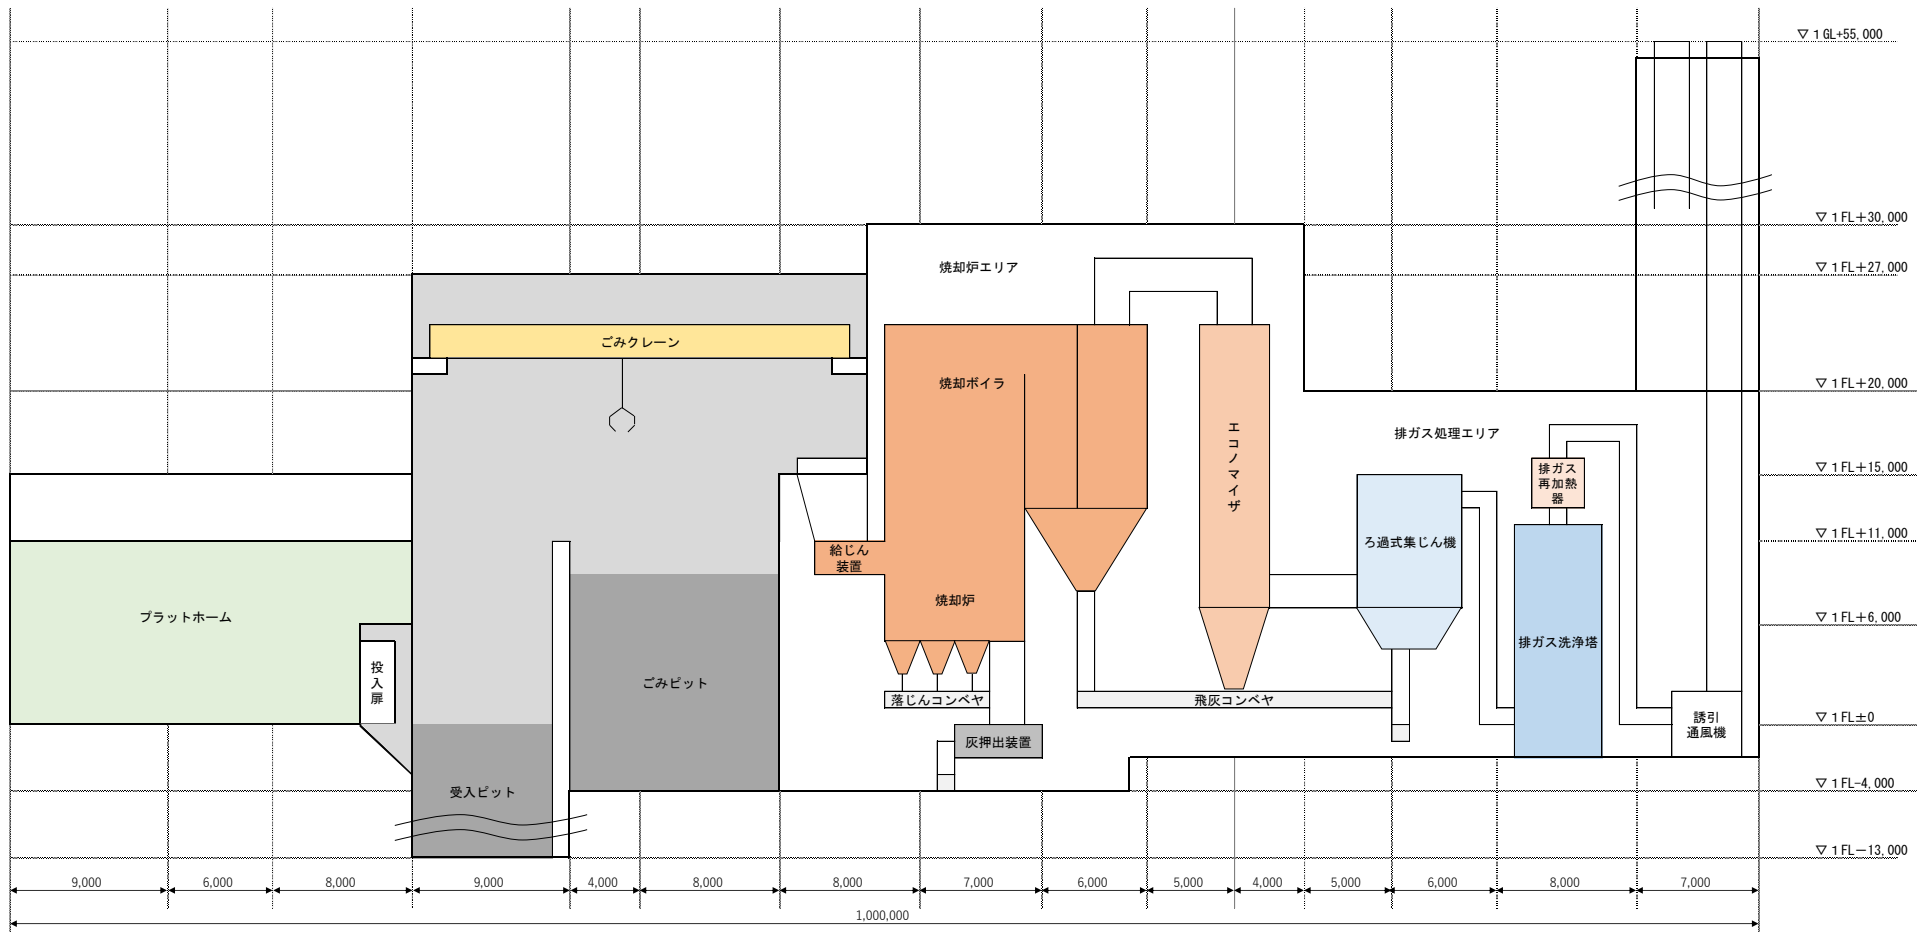 ▽ 1 GL+55, 000
▽ 1 FL＋30, 000
焼却炉エリア
▽ 1 FL＋27, 000
ごみクレーン
焼却ボイラ
▽ 1 FL＋20, 000
エコノマイザ
排ガス処理エリア
▽ 1 FL＋15, 000
排ガス
再加熱
器
▽ 1 FL＋11, 000
ろ過式集じん機
給じん
装置
焼却炉
プラットホーム
▽ 1 FL＋6, 000
排ガス洗浄塔
投入扉
ごみピット
落じんコンベヤ
飛灰コンベヤ
▽ 1 FL±0
誘引
通風機
灰押出装置
受入ピット
▽ 1 FL−4, 000
▽ 1 FL−13, 000
9,000 6,000 8,000 9,000 4,000 8,000 8,000 7,000 6,000 5,000 4,000 5,000 6,000 8,000 7,000
1,000,000